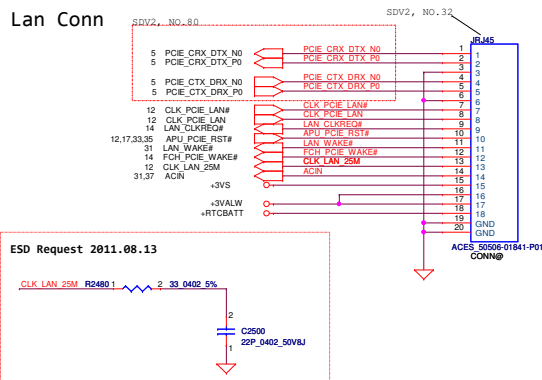 Lan Conn
SDV2, NO.80
SDV2, NO.32
JRJ45
5 PCIE_CRX_DTX_N0 PCIE_CRX_DTX_N0 1 1
5 PCIE_CRX_DTX_P0 PCIE_CRX_DTX_P0 2 2
3 3
5 PCIE_CTX_DRX_N0 PCIE_CTX_DRX_N0 4 4
5 PCIE_CTX_DRX_P0 PCIE_CTX_DRX_P0 5 5
6 6
12 CLK_PCIE_LAN# CLK_PCIE_LAN# 7 7
12 CLK_PCIE_LAN CLK_PCIE_LAN 8 8
14 LAN_CLKREQ# LAN_CLKREQ# 9 9
12,17,33,35 APU_PCIE_RST# APU_PCIE_RST# 10 10
31 LAN_WAKE# LAN_WAKE# 11 11
14 FCH_PCIE_WAKE# FCH_PCIE_WAKE# 12 12
12 CLK_LAN_25M CLK_LAN_25M 13 13
31,37 ACIN ACIN 14 14
+3VS 15 15
16 16
+3VALW 17 17
+RTCBATT 18 18
19 GND
20 GND
ACES_50506-01841-P01
CONN@
ESD Request 2011.08.13
CLK_LAN_25M R2480 1 2 33_0402_5%
2
C2500
22P_0402_50V8J
1